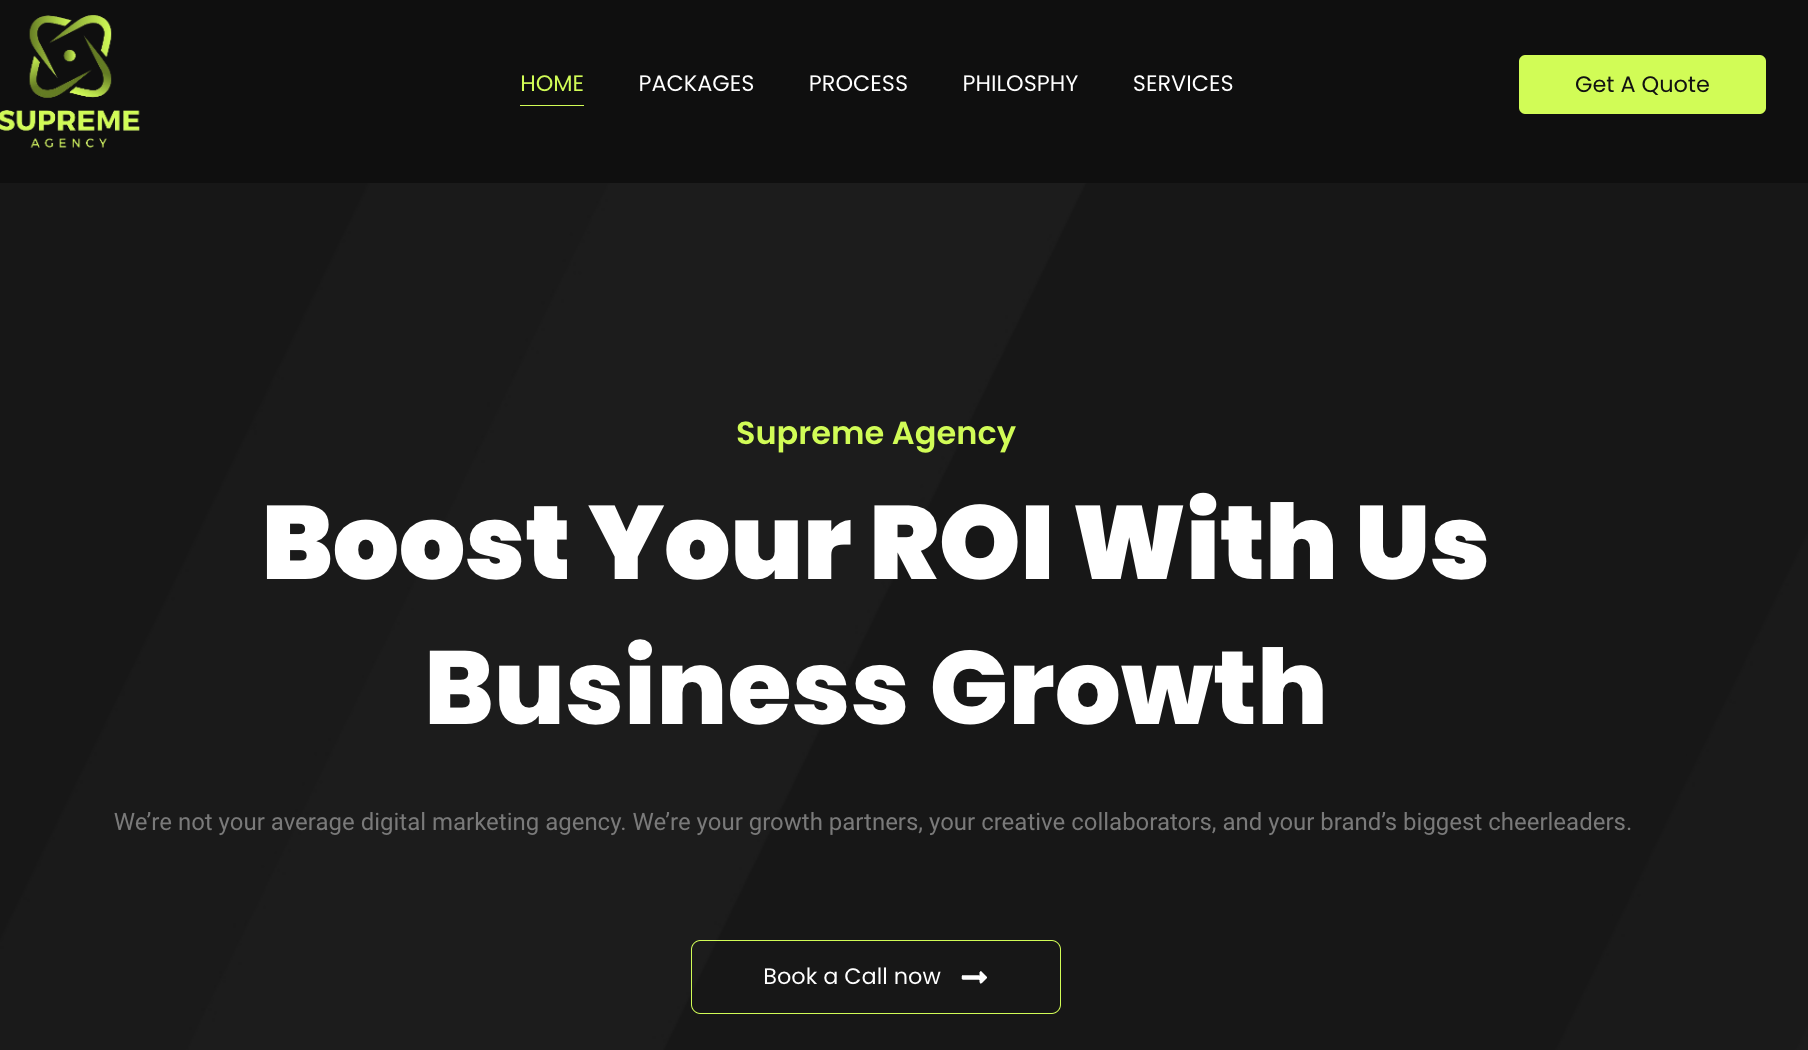 SUPREME
AGENCY
HOME PACKAGES PROCESS PHILOSPHY SERVICES
Get A Quote
Supreme Agency
Boost Your ROI With Us
Business Growth
We’re not your average digital marketing agency. We’re your growth partners, your creative collaborators, and your brand’s biggest cheerleaders.
Book a Call now